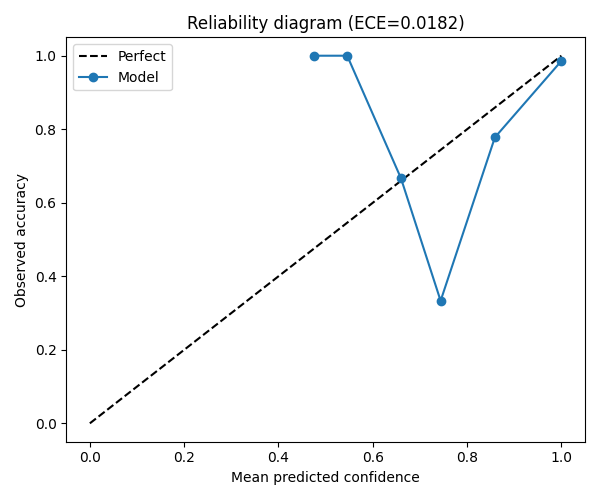 Reliability diagram (ECE=0.0182)
Perfect
Model
Observed accuracy
1.0
0.8
0.6
0.4
0.2
0.0
0.0 0.2 0.4 0.6 0.8 1.0
Mean predicted confidence